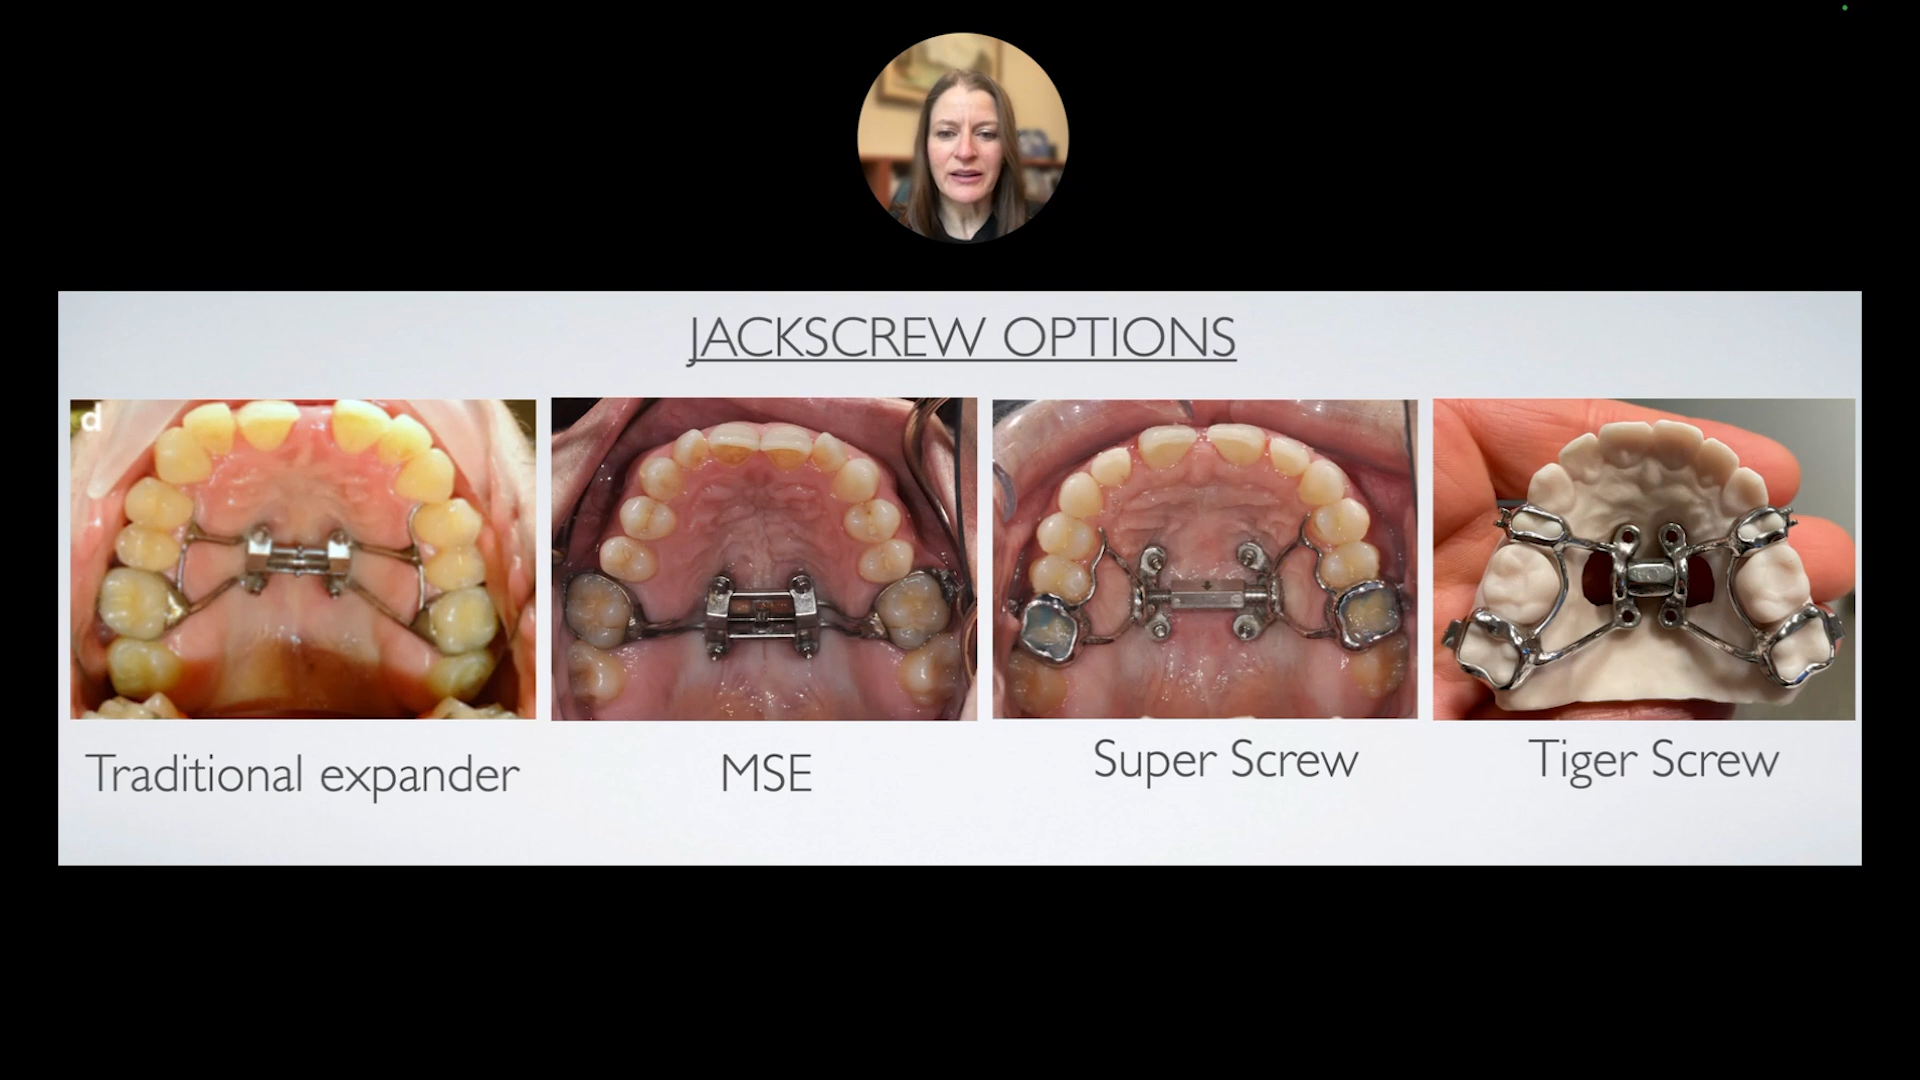 JACKSCREW OPTIONS
d
Traditional expander
MSE
Super Screw
Tiger Screw